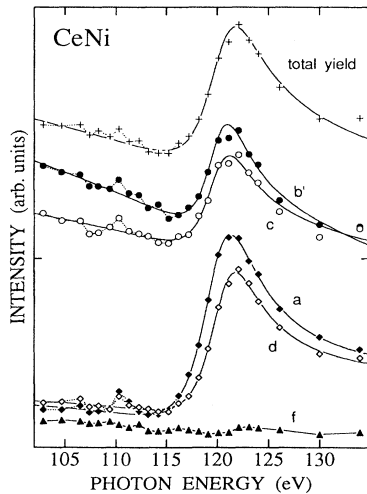 CeNi
total yield
b'
c
a
d
f
INTENSITY (arb. units)
105 110 115 120 125 130
PHOTON ENERGY (eV)